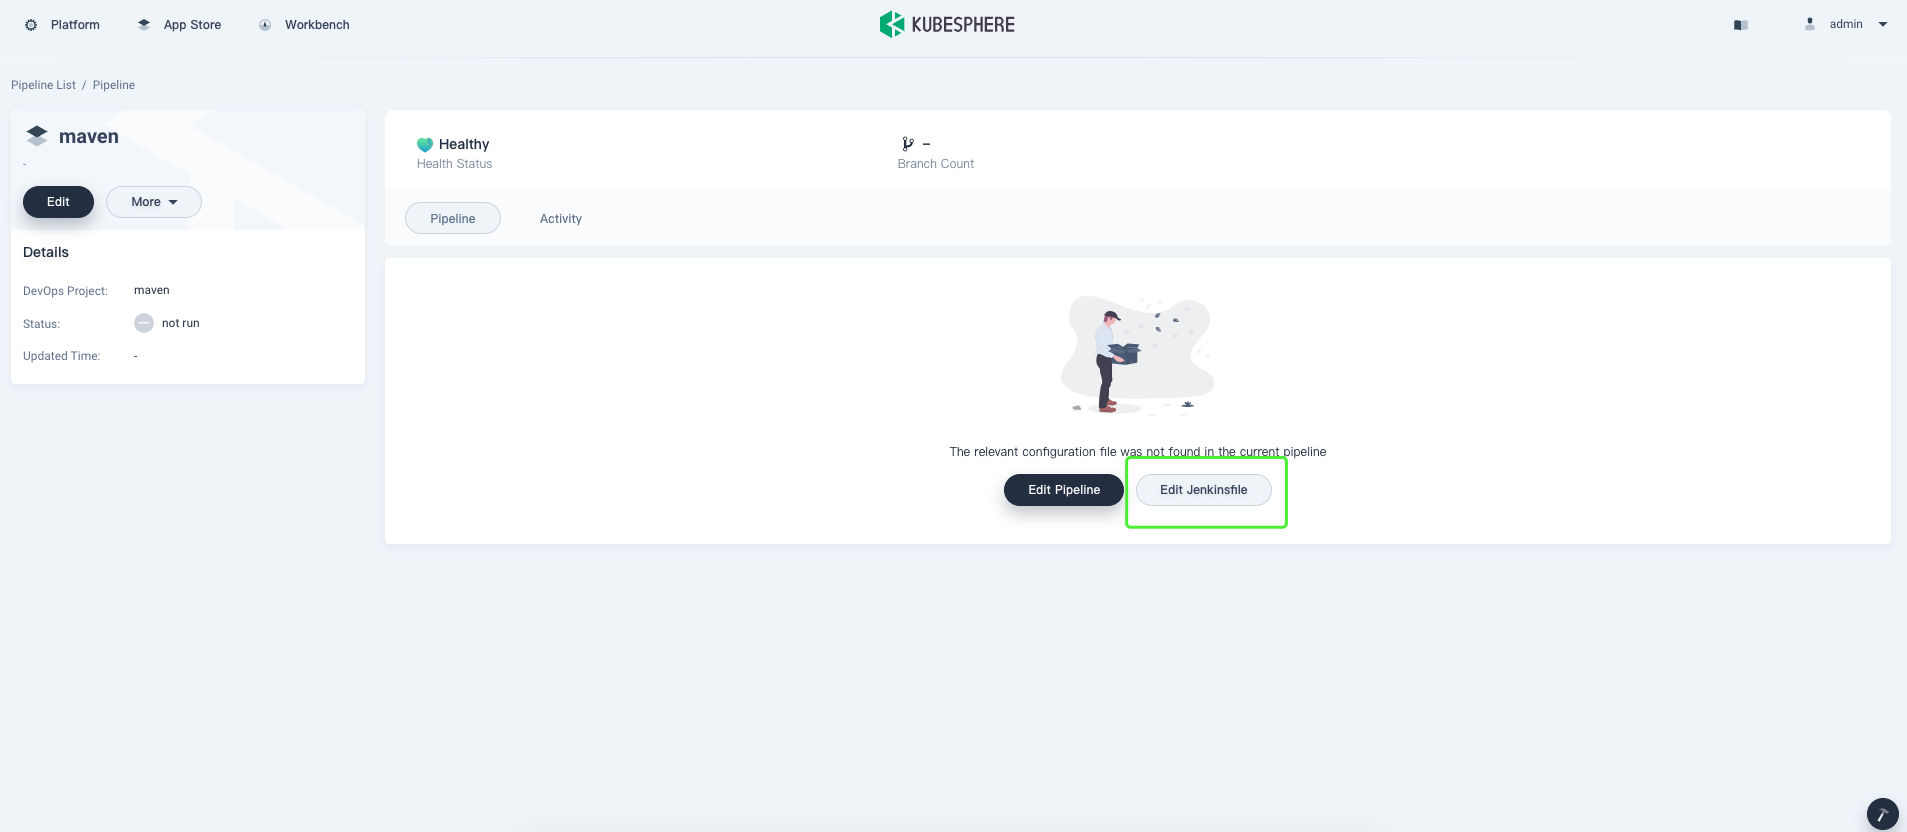 Platform
App Store
Workbench
KUBESPHERE
admin
Pipeline List / Pipeline
maven
-
Edit
More
Details
DevOps Project: maven
Status: not run
Updated Time: -
Healthy
Health Status
–
Branch Count
Pipeline
Activity
The relevant configuration file was not found in the current pipeline
Edit Pipeline
Edit Jenkinsfile